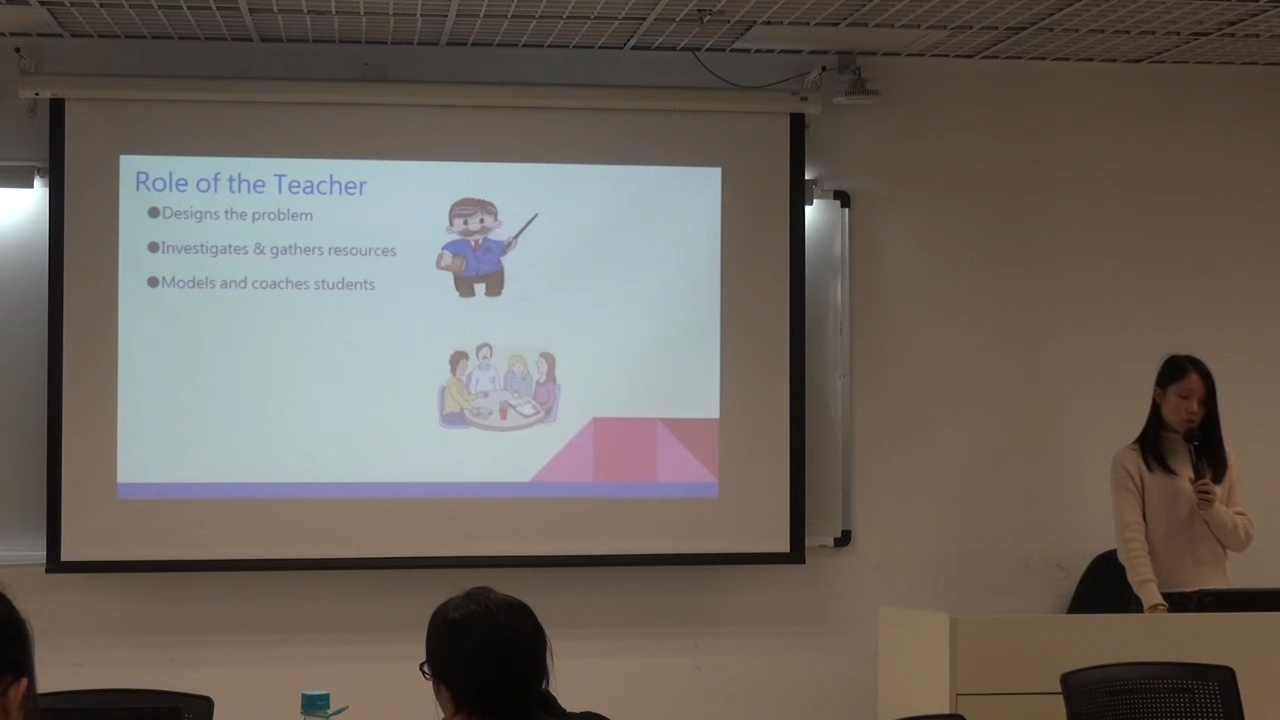 Role of the Teacher
●Designs the problem
●Investigates & gathers resources
●Models and coaches students